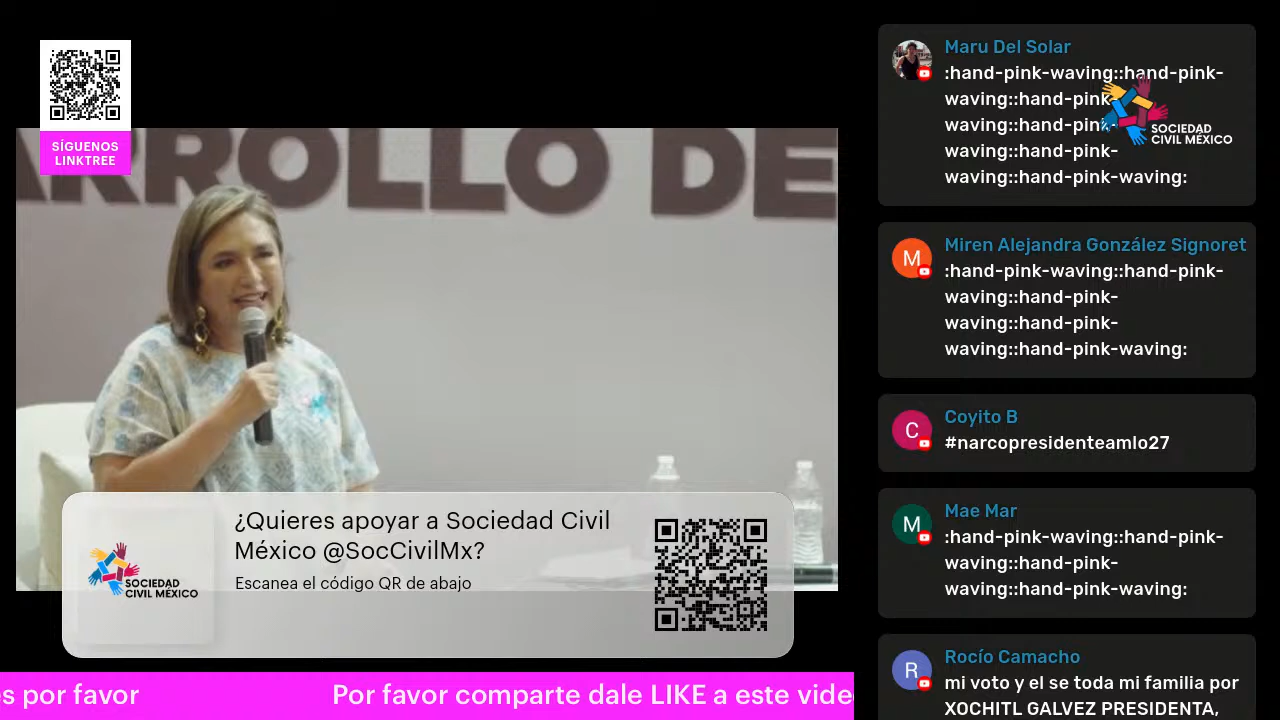 SÍGUENOS
LINKTREE
ARROLLO DE
¿Quieres apoyar a Sociedad Civil
México @SocCivilMx?
Escanea el código QR de abajo
SOCIEDAD
CIVIL MÉXICO
es por favor
Por favor comparte dale LIKE a este vide
Maru Del Solar
:hand-pink-waving::hand-pink-
waving::hand-pink-
waving::hand-pink-
waving::hand-pink-
waving::hand-pink-waving:
SOCIEDAD
CIVIL MÉXICO
M
Miren Alejandra González Signoret
:hand-pink-waving::hand-pink-
waving::hand-pink-
waving::hand-pink-
waving::hand-pink-waving:
C
Coyito B
#narcopresidenteamlo27
M
Mae Mar
:hand-pink-waving::hand-pink-
waving::hand-pink-
waving::hand-pink-waving:
R
Rocío Camacho
mi voto y el se toda mi familia por
XOCHITL GALVEZ PRESIDENTA,